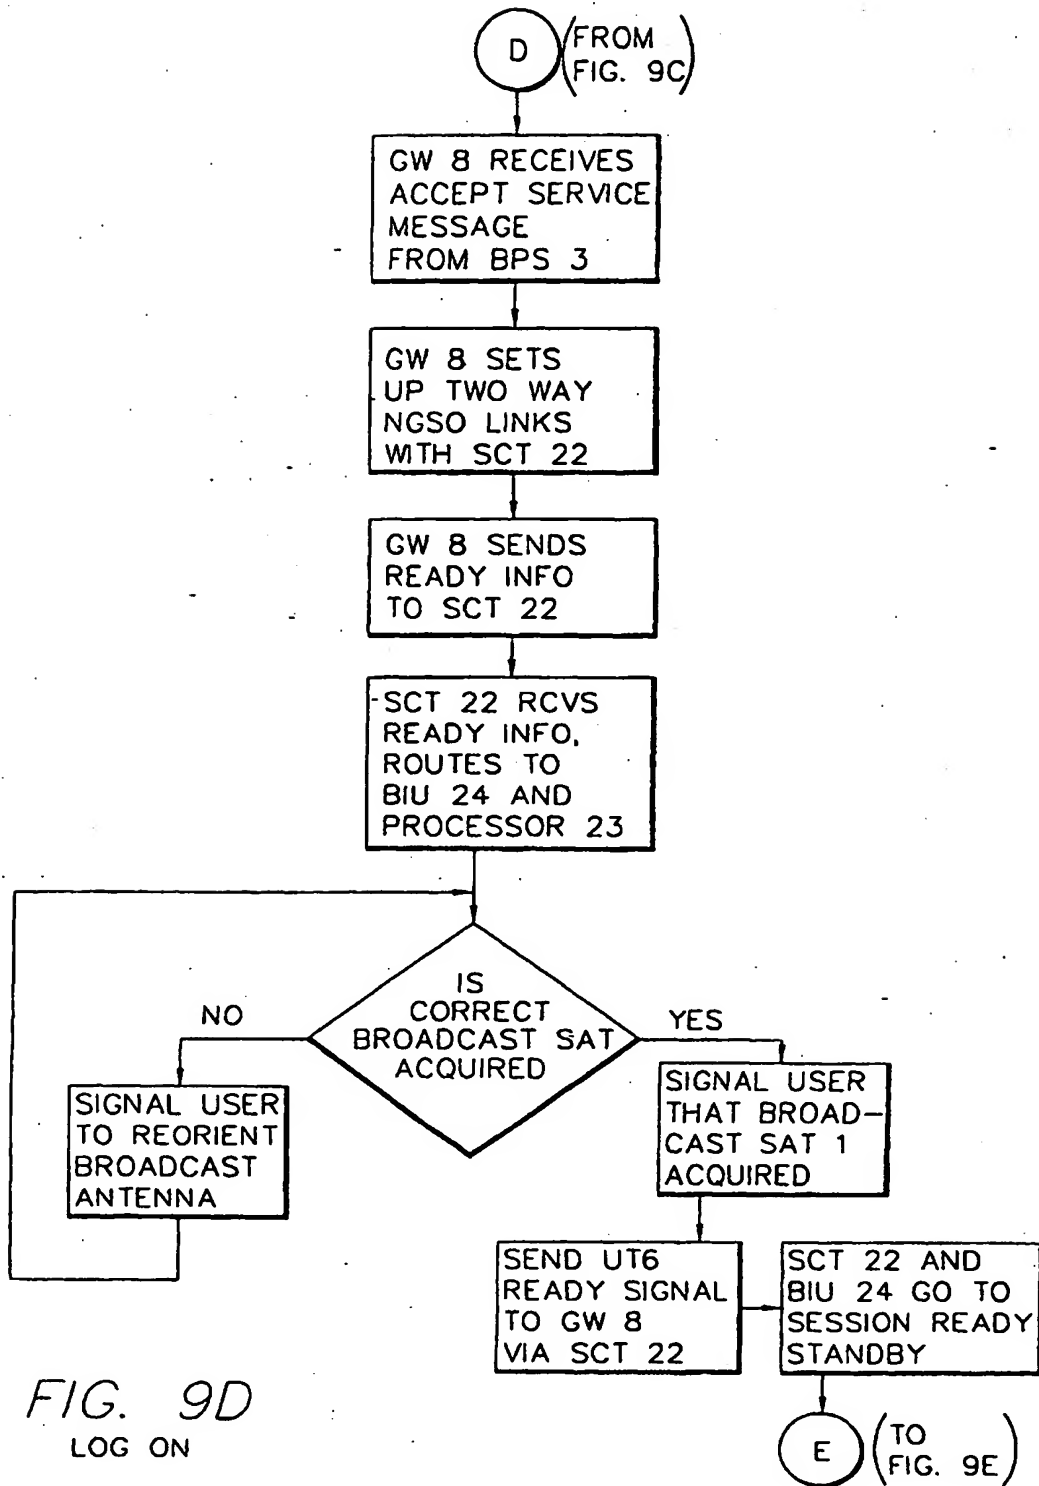 D
(FROM
FIG. 9C)
GW 8 RECEIVES
ACCEPT SERVICE
MESSAGE
FROM BPS 3
GW 8 SETS
UP TWO WAY
NGSO LINKS
WITH SCT 22
GW 8 SENDS
READY INFO
TO SCT 22
SCT 22 RCVS
READY INFO,
ROUTES TO
BIU 24 AND
PROCESSOR 23
IS
CORRECT
BROADCAST SAT
ACQUIRED
NO
YES
SIGNAL USER
TO REORIENT
BROADCAST
ANTENNA
SIGNAL USER
THAT BROAD-
CAST SAT 1
ACQUIRED
SEND UT6
READY SIGNAL
TO GW 8
VIA SCT 22
SCT 22 AND
BIU 24 GO TO
SESSION READY
STANDBY
E
(TO
FIG. 9E)
FIG. 9D
LOG ON